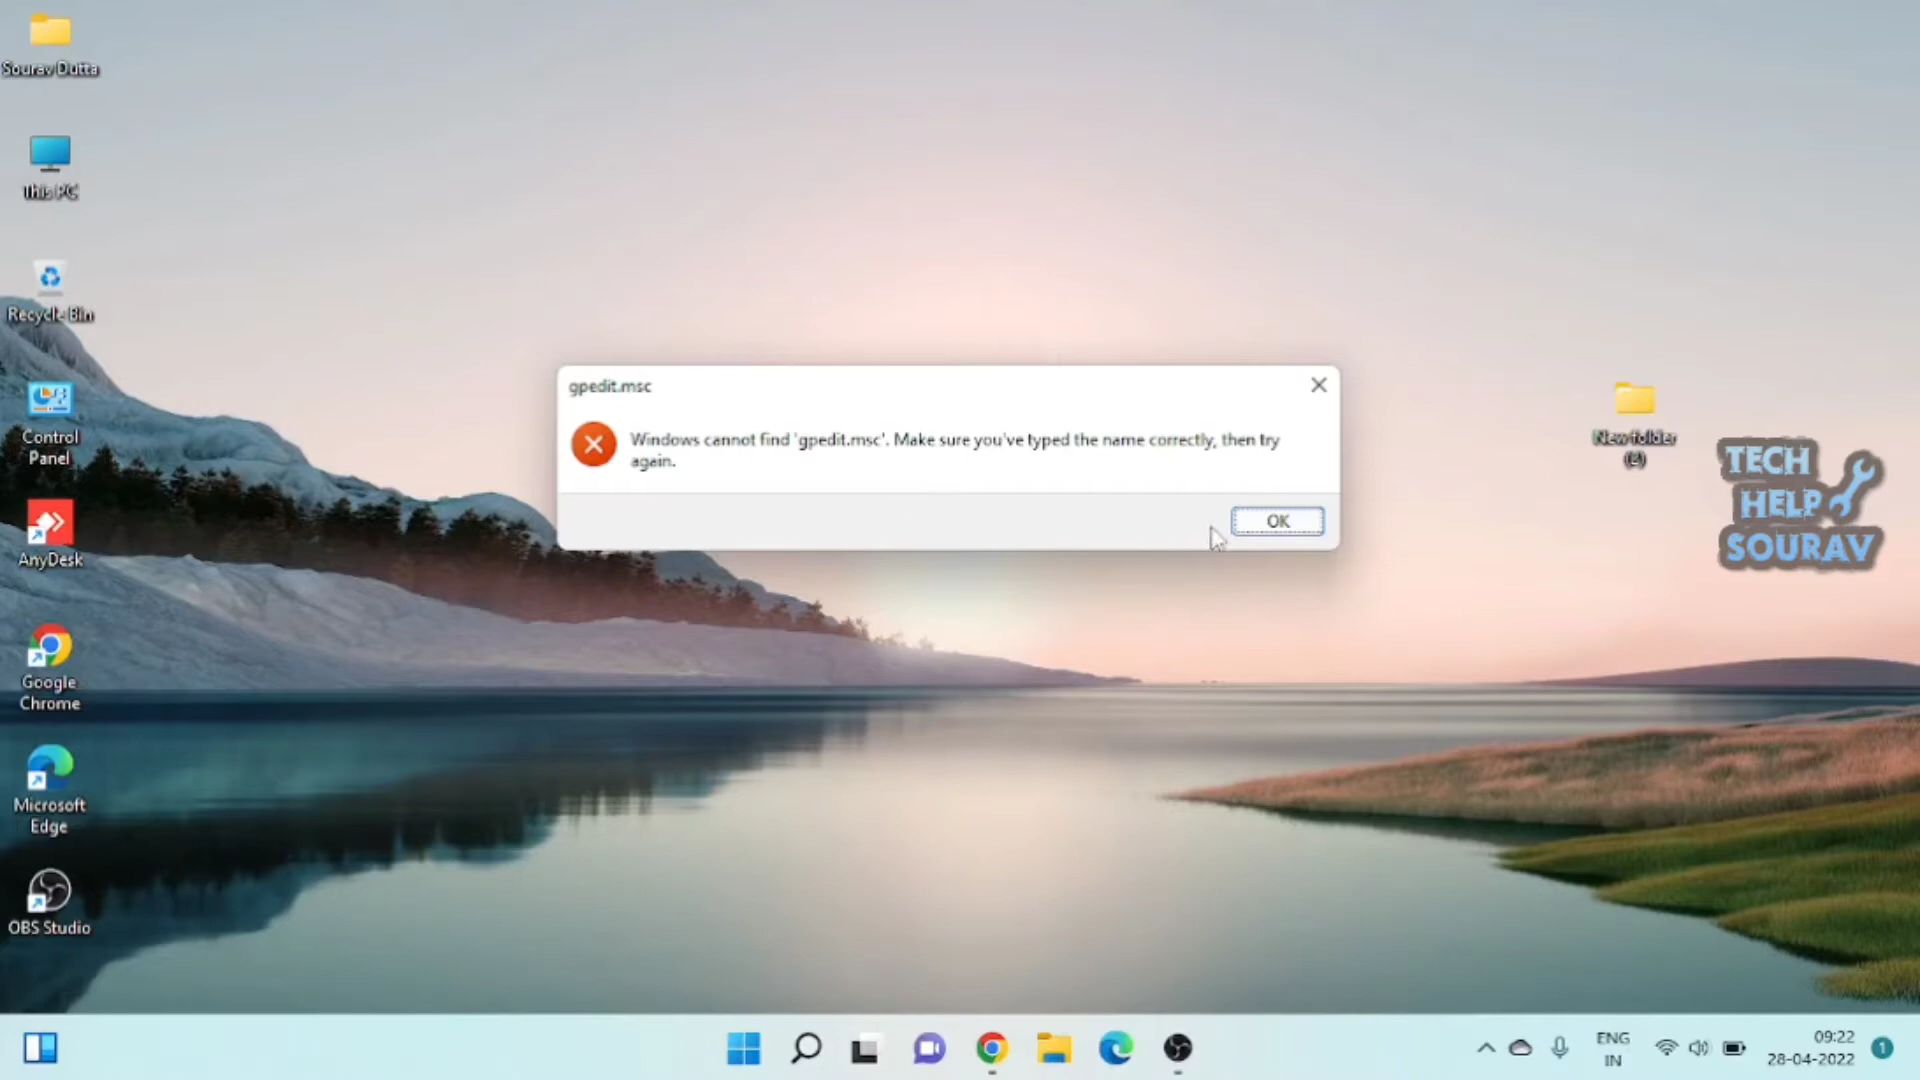 Sourav Dutta
This PC
Recycle Bin
Control
Panel
AnyDesk
Google
Chrome
Microsoft
Edge
OBS Studio
gpedit.msc
Windows cannot find 'gpedit.msc'. Make sure you've typed the name correctly, then try
again.
OK
New folder
(2)
TECH
HELP
SOURAV
ENG
IN
09:22
28-04-2022
1